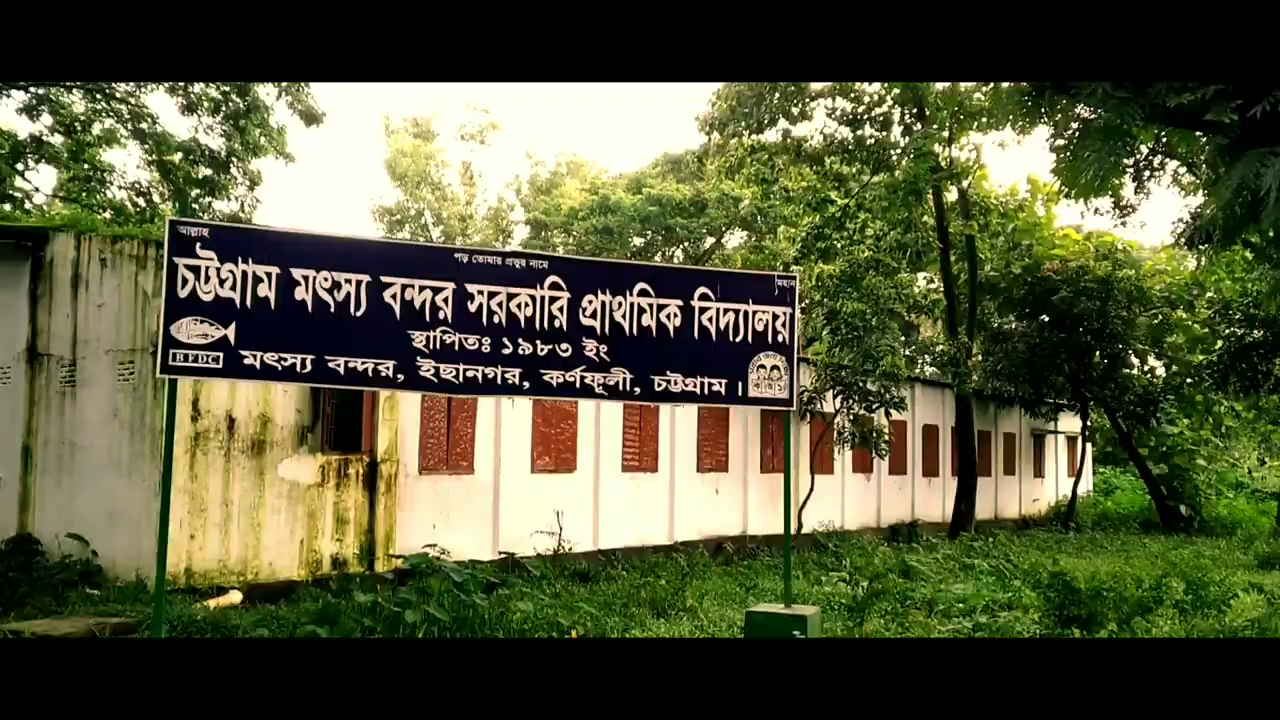 আল্লাহ
পড় তোমার প্রভুর নামে
মহান
চট্টগ্রাম মৎস্য বন্দর সরকারি প্রাথমিক বিদ্যালয়
স্থাপিতঃ ১৯৮৩ ইং
BFDC
মৎস্য বন্দর, ইছানগর, কর্ণফূলী, চট্টগ্রাম।